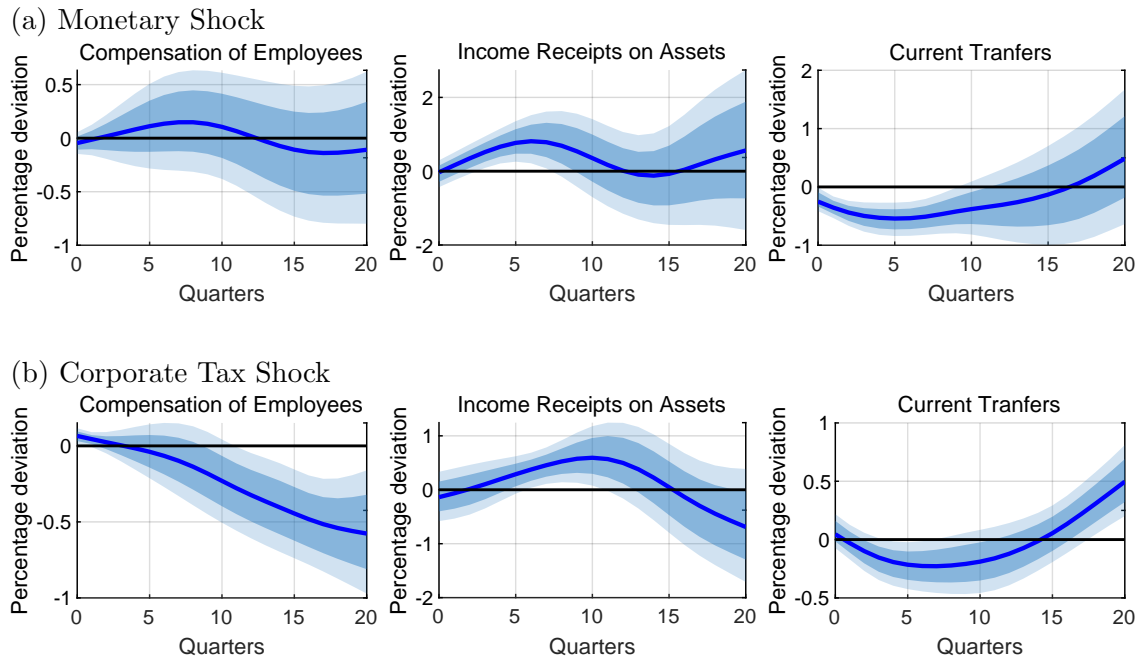 (a) Monetary Shock
Compensation of Employees
Income Receipts on Assets
Current Tranfers
Percentage deviation
0.5
0
-0.5
-1
0 5 10 15 20
Quarters
Percentage deviation
2
0
-2
0 5 10 15 20
Quarters
Percentage deviation
2
1
0
-1
0 5 10 15 20
Quarters
(b) Corporate Tax Shock
Compensation of Employees
Income Receipts on Assets
Current Tranfers
Percentage deviation
0
-0.5
-1
0 5 10 15 20
Quarters
Percentage deviation
1
0
-1
-2
0 5 10 15 20
Quarters
Percentage deviation
1
0.5
0
-0.5
0 5 10 15 20
Quarters